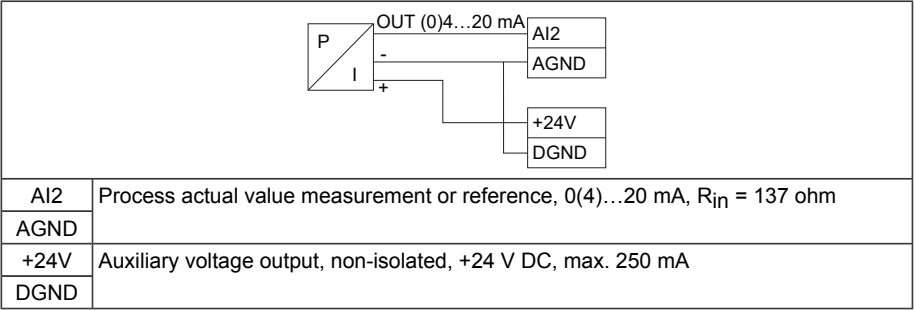 OUT (0)4…20 mA
AI2
P
-
AGND
I
+
+24V
DGND
AI2 Process actual value measurement or reference, 0(4)…20 mA, Rin = 137 ohm
AGND
+24V Auxiliary voltage output, non-isolated, +24 V DC, max. 250 mA
DGND